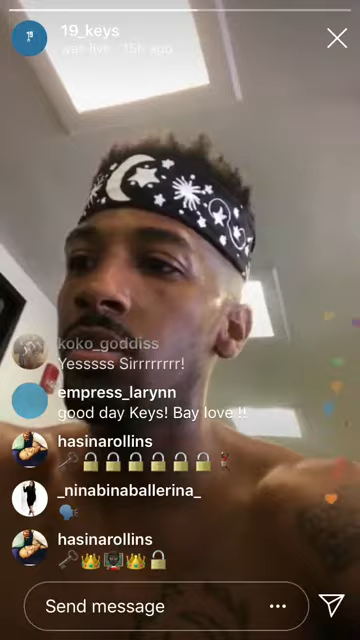 19_keys
was live · 15h ago
koko_goddiss
Yesssss Sirrrrrrrr!
empress_larynn
good day Keys! Bay love !!
hasinarollins
_ninabinaballerina_
hasinarollins
Send message